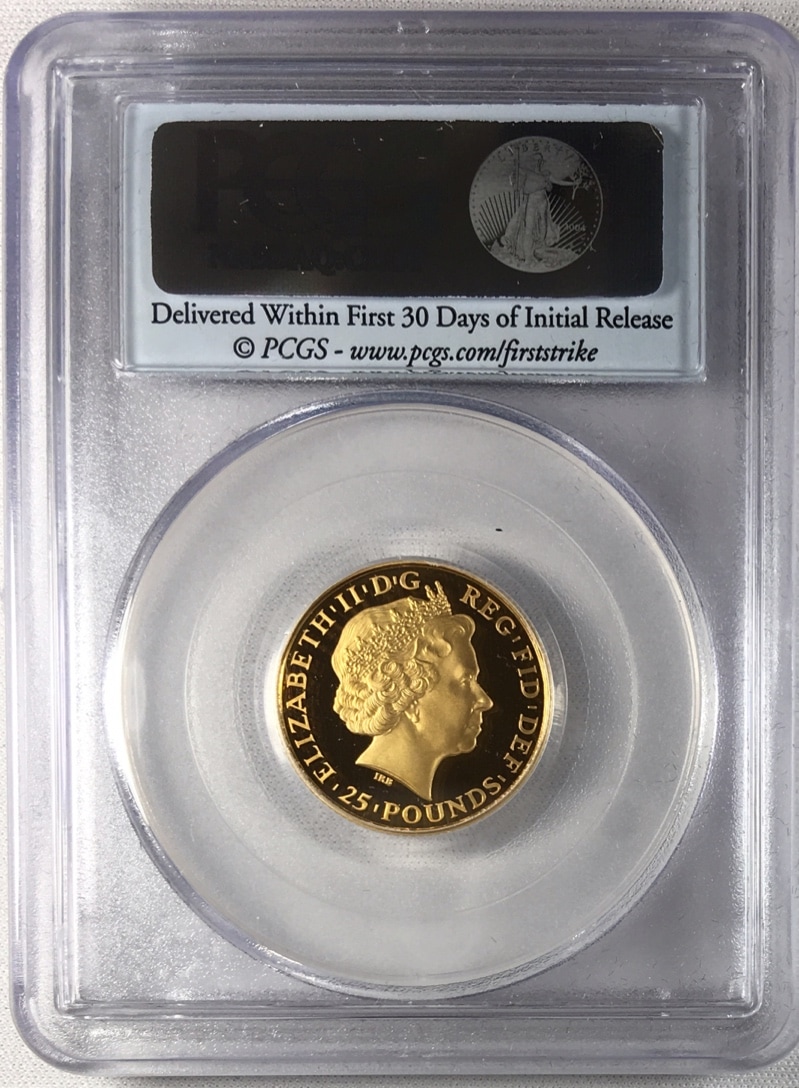 LIBERTY
Delivered Within First 30 Days of Initial Release
© PCGS - www.pcgs.com/firststrike
ELIZABETH·II·D·G REG·FID·DEF
·25·POUNDS·
IRB